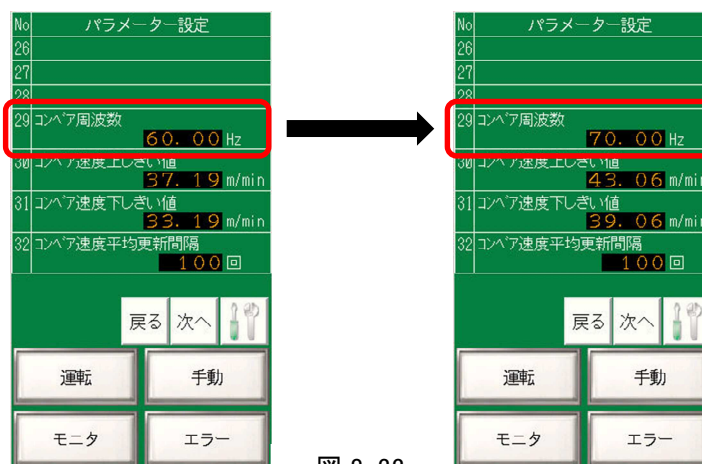 No パラメーター設定
26
27
28
29 コンベア周波数
60.00 Hz
30 コンベア速度上しきい値
37.19 m/min
31 コンベア速度下しきい値
33.19 m/min
32 コンベア速度平均更新間隔
100 回
戻る 次へ
運転 手動
モニタ エラー
No パラメーター設定
26
27
28
29 コンベア周波数
70.00 Hz
30 コンベア速度上しきい値
43.06 m/min
31 コンベア速度下しきい値
39.06 m/min
32 コンベア速度平均更新間隔
100 回
戻る 次へ
運転 手動
モニタ エラー